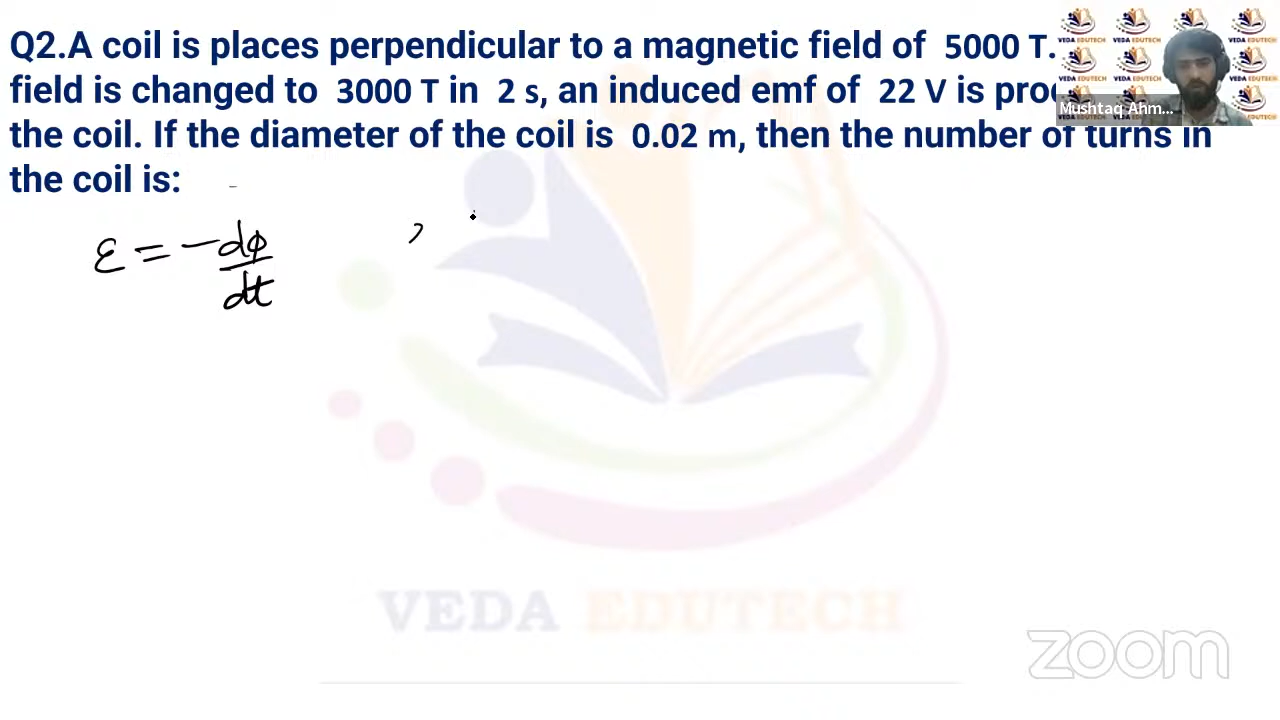 Q2.A coil is places perpendicular to a magnetic field of 5000 T.
field is changed to 3000 T in 2 s, an induced emf of 22 V is
the coil. If the diameter of the coil is 0.02 m, then the number of turns in
the coil is:
VEDA EDUTECH
Mushtaq Ahm...
ε = -dφ/dt ,
VEDA EDUTECH
zoom